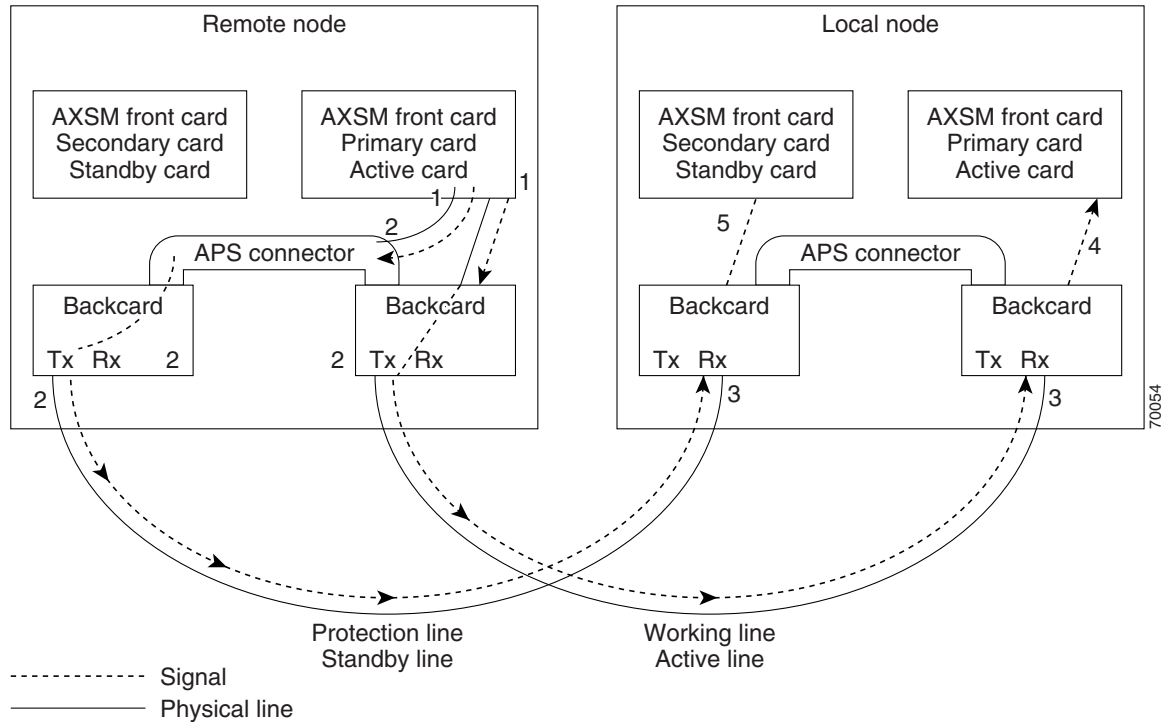 Remote node
Local node
AXSM front card
Secondary card
Standby card
AXSM front card
Primary card
Active card
AXSM front card
Secondary card
Standby card
AXSM front card
Primary card
Active card
1
1
2
5
4
APS connector
APS connector
Backcard
Backcard
Backcard
Backcard
Tx Rx 2
2 Tx Rx
Tx Rx
Tx Rx
2
3
3
70054
Protection line
Standby line
Working line
Active line
Signal
Physical line